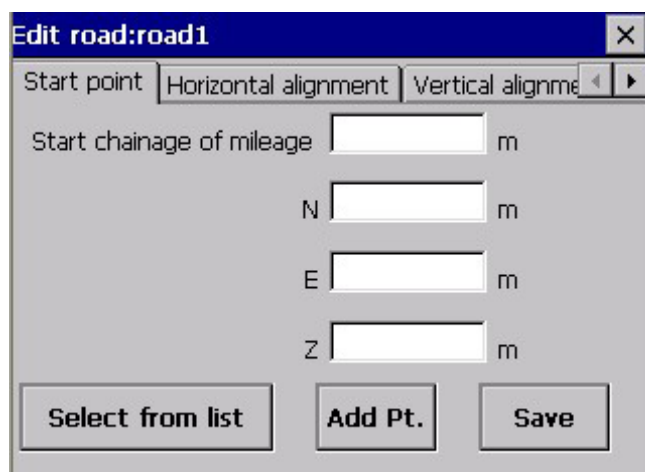 Edit road:road1
Start point Horizontal alignment Vertical alignme
Start chainage of mileage m
N m
E m
Z m
Select from list Add Pt. Save